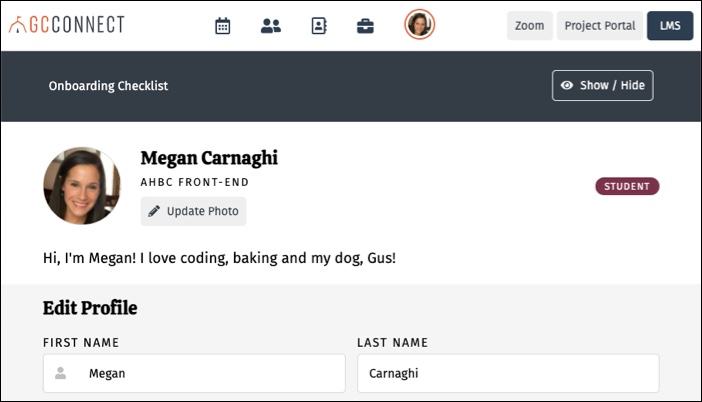 GCCONNECT
Zoom
Project Portal
LMS
Onboarding Checklist
Show / Hide
Megan Carnaghi
AHBC FRONT-END
STUDENT
Update Photo
Hi, I'm Megan! I love coding, baking and my dog, Gus!
Edit Profile
FIRST NAME
LAST NAME
Megan
Carnaghi